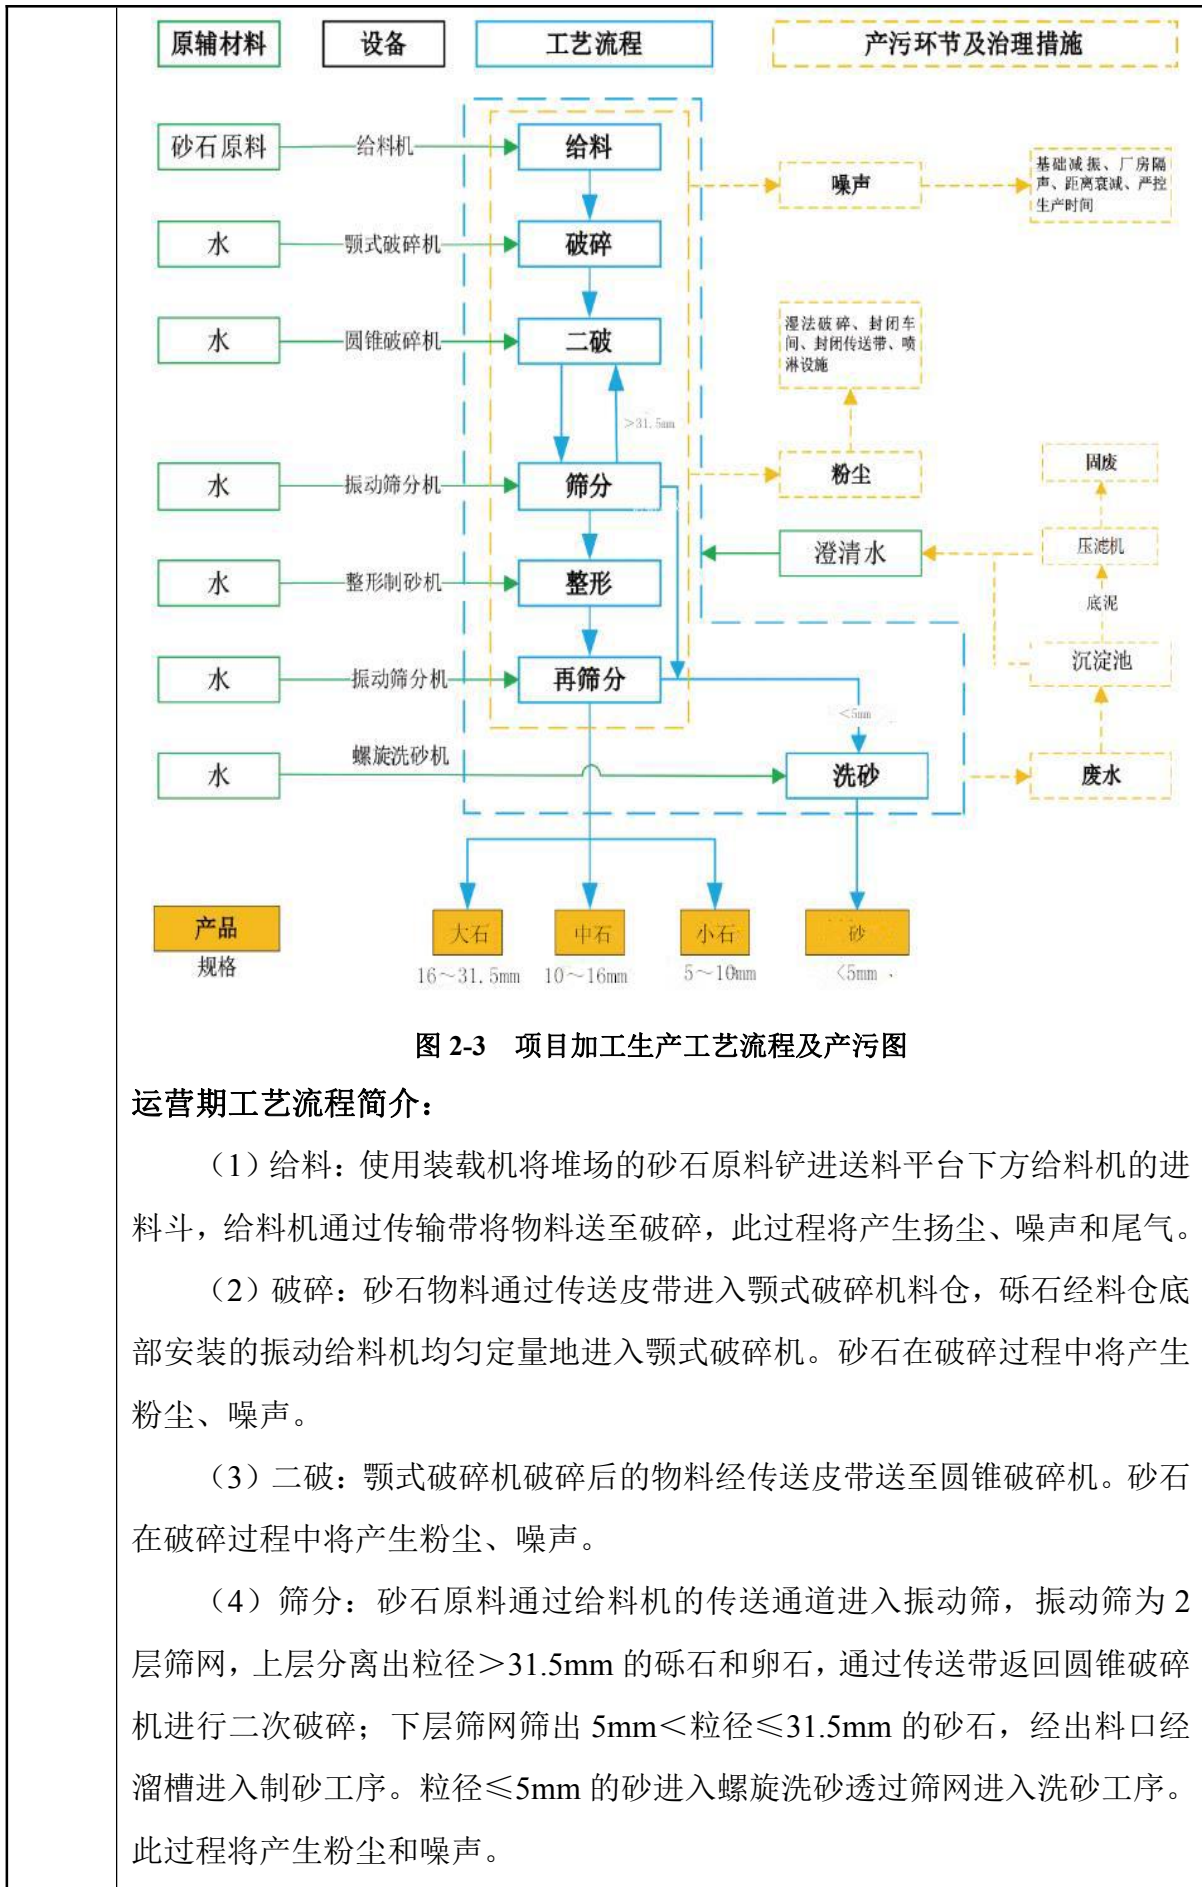 原辅材料 设备 工艺流程 产污环节及治理措施
砂石原料 给料机 给料
噪声
基础减振、厂房隔
声、距离衰减、严控
生产时间
水 颚式破碎机 破碎
水 圆锥破碎机 二破
湿法破碎、封闭车
间、封闭传送带、喷
淋设施
>31.5mm
水 振动筛分机 筛分 粉尘 固废
澄清水 压滤机
水 整形制砂机 整形 底泥
水 振动筛分机 再筛分 沉淀池
<5mm
水 螺旋洗砂机 洗砂 废水
产品 大石 中石 小石 砂
规格 16～31.5mm 10～16mm 5～10mm <5mm
图 2-3 项目加工生产工艺流程及产污图
运营期工艺流程简介：
（1）给料：使用装载机将堆场的砂石原料铲进送料平台下方给料机的进
料斗，给料机通过传输带将物料送至破碎，此过程将产生扬尘、噪声和尾气。
（2）破碎：砂石物料通过传送皮带进入颚式破碎机料仓，砾石经料仓底
部安装的振动给料机均匀定量地进入颚式破碎机。砂石在破碎过程中将产生
粉尘、噪声。
（3）二破：颚式破碎机破碎后的物料经传送皮带送至圆锥破碎机。砂石
在破碎过程中将产生粉尘、噪声。
（4）筛分：砂石原料通过给料机的传送通道进入振动筛，振动筛为 2
层筛网，上层分离出粒径＞31.5mm 的砾石和卵石，通过传送带返回圆锥破碎
机进行二次破碎；下层筛网筛出 5mm＜粒径≤31.5mm 的砂石，经出料口经
溜槽进入制砂工序。粒径≤5mm 的砂进入螺旋洗砂透过筛网进入洗砂工序。
此过程将产生粉尘和噪声。